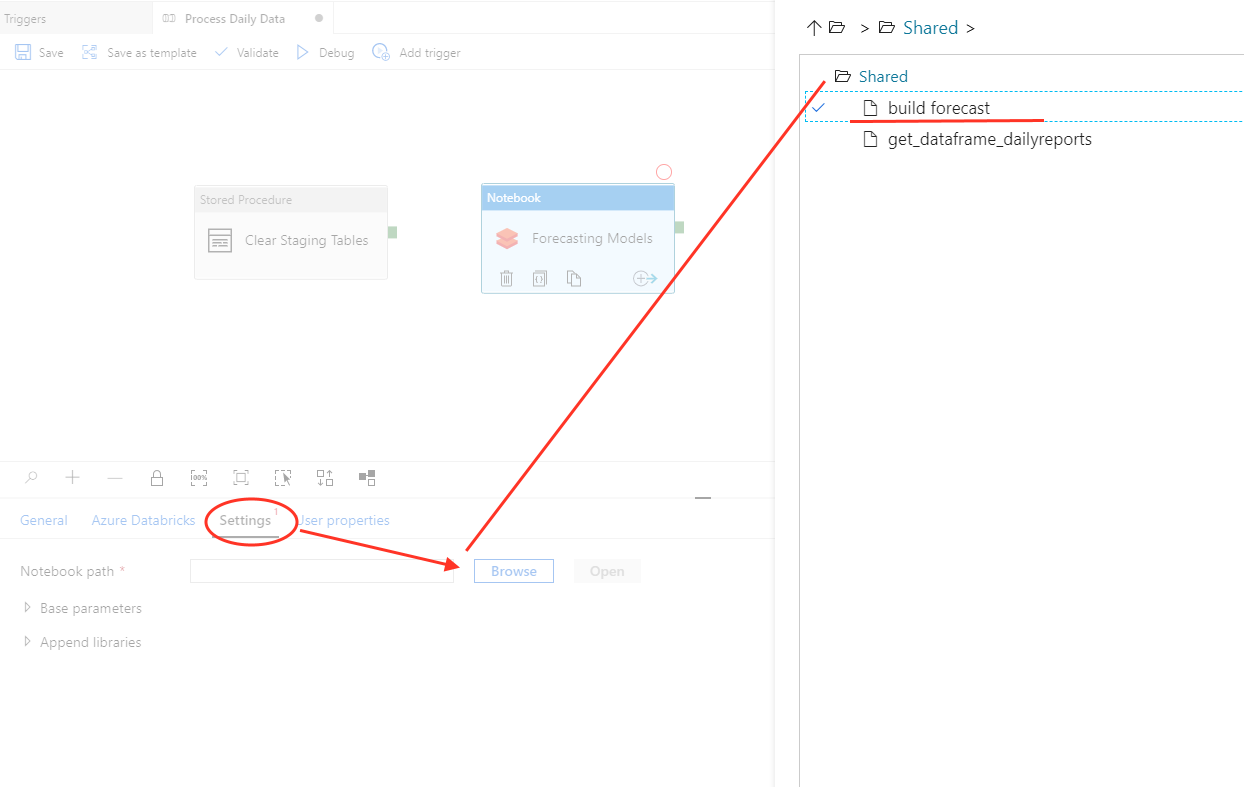 Triggers
Process Daily Data
Save
Save as template
Validate
Debug
Add trigger
Stored Procedure
Clear Staging Tables
Notebook
Forecasting Models
100%
General
Azure Databricks
Settings 1
User properties
Notebook path *
Browse
Open
Base parameters
Append libraries
> Shared >
Shared
build forecast
get_dataframe_dailyreports